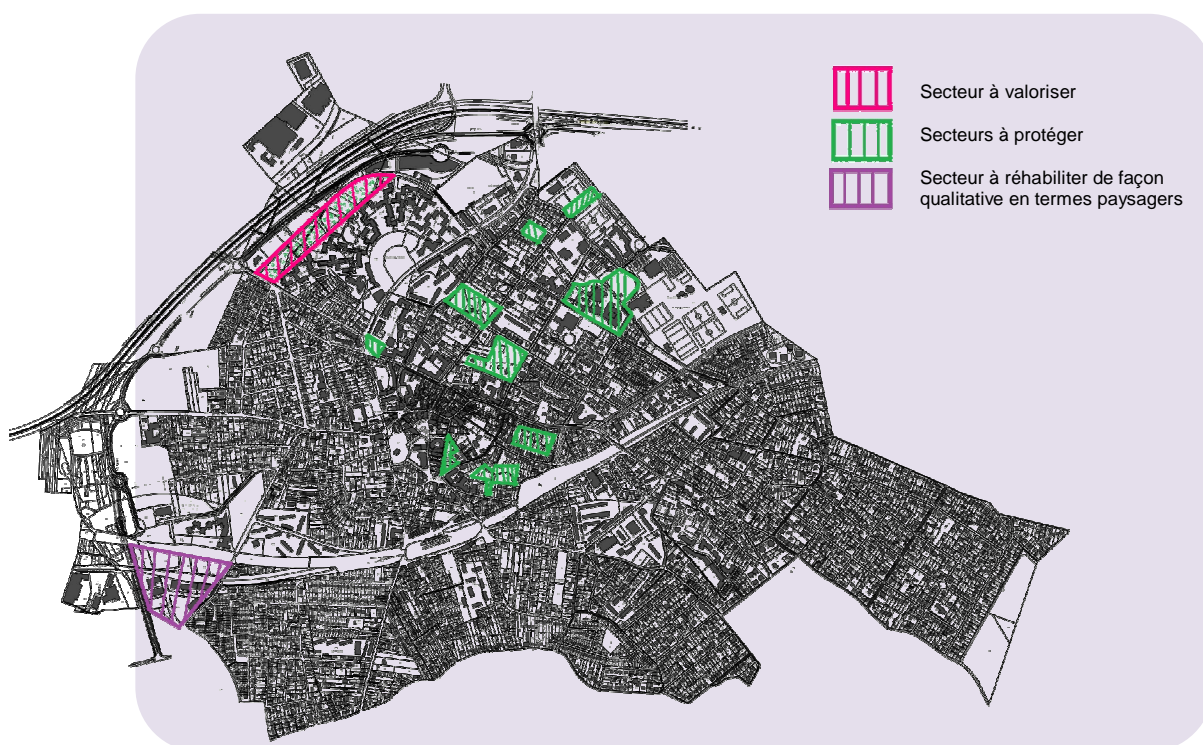 Secteur à valoriser
Secteurs à protéger
Secteur à réhabiliter de façon
qualitative en termes paysagers